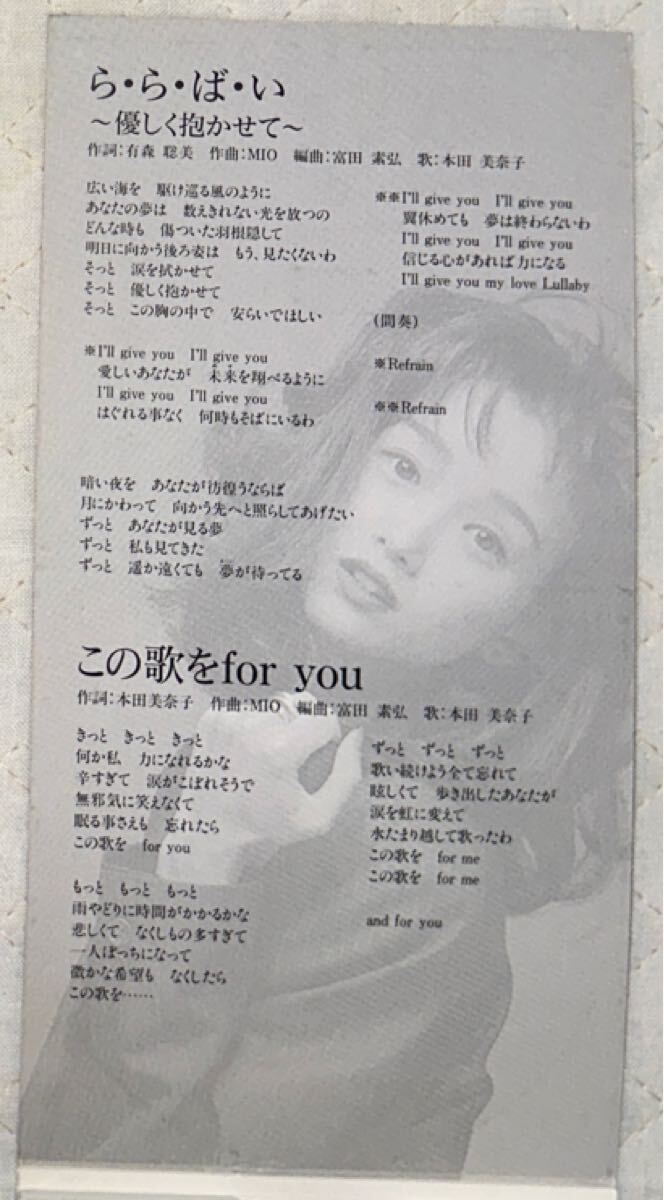 ら・ら・ば・い
～優しく抱かせて～
作詞：有森 聡美　作曲：MIO　編曲：富田 素弘　歌：本田 美奈子
広い海を　駆け巡る風のように
あなたの夢は　数えきれない光を放つの
どんな時も　傷ついた羽根隠して
明日に向かう後ろ姿は　もう、見たくないわ
そっと　涙を拭かせて
そっと　優しく抱かせて
そっと　この胸の中で　安らいでほしい
※I'll give you　I'll give you
愛しいあなたが　未来を翔べるように
I'll give you　I'll give you
はぐれる事なく　何時もそばにいるわ
暗い夜を　あなたが彷徨うならば
月にかわって　向かう先へと照らしてあげたい
ずっと　あなたが見る夢
ずっと　私も見てきた
ずっと　遥か遠くても　夢が待ってる
※※I'll give you　I'll give you
翼休めても　夢は終わらないわ
I'll give you　I'll give you
信じる心があれば力になる
I'll give you my love Lullaby
（間奏）
※Refrain
※※Refrain
この歌をfor you
作詞：本田美奈子　作曲：MIO　編曲：富田 素弘　歌：本田 美奈子
きっと　きっと　きっと
何か私　力になれるかな
辛すぎて　涙がこぼれそうで
無邪気に笑えなくて
眠る事さえも　忘れたら
この歌を　for you
もっと　もっと　もっと
雨やどりに時間がかかるかな
悲しくて　なくしもの多すぎて
一人ぼっちになって
微かな希望も　なくしたら
この歌を……
ずっと　ずっと　ずっと
歌い続けよう全て忘れて
眩しくて　歩き出したあなたが
涙を虹に変えて
水たまり越して歌ったわ
この歌を　for me
この歌を　for me
and for you